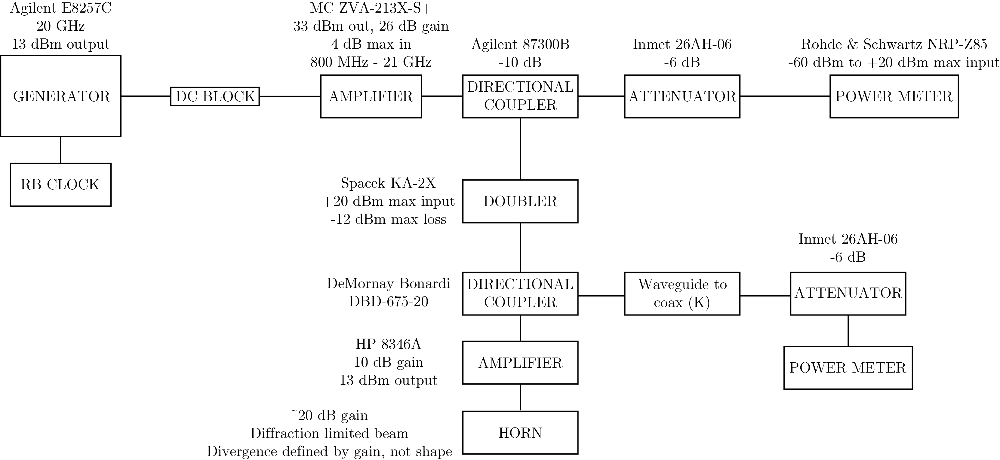 Agilent E8257C
20 GHz
13 dBm output
GENERATOR
RB CLOCK
DC BLOCK
MC ZVA-213X-S+
33 dBm out, 26 dB gain
4 dB max in
800 MHz - 21 GHz
AMPLIFIER
Agilent 87300B
-10 dB
DIRECTIONAL
COUPLER
Inmet 26AH-06
-6 dB
ATTENUATOR
Rohde & Schwartz NRP-Z85
-60 dBm to +20 dBm max input
POWER METER
Spacek KA-2X
+20 dBm max input
-12 dBm max loss
DOUBLER
DeMornay Bonardi
DBD-675-20
DIRECTIONAL
COUPLER
Waveguide to
coax (K)
Inmet 26AH-06
-6 dB
ATTENUATOR
POWER METER
HP 8346A
10 dB gain
13 dBm output
AMPLIFIER
~20 dB gain
Diffraction limited beam
Divergence defined by gain, not shape
HORN